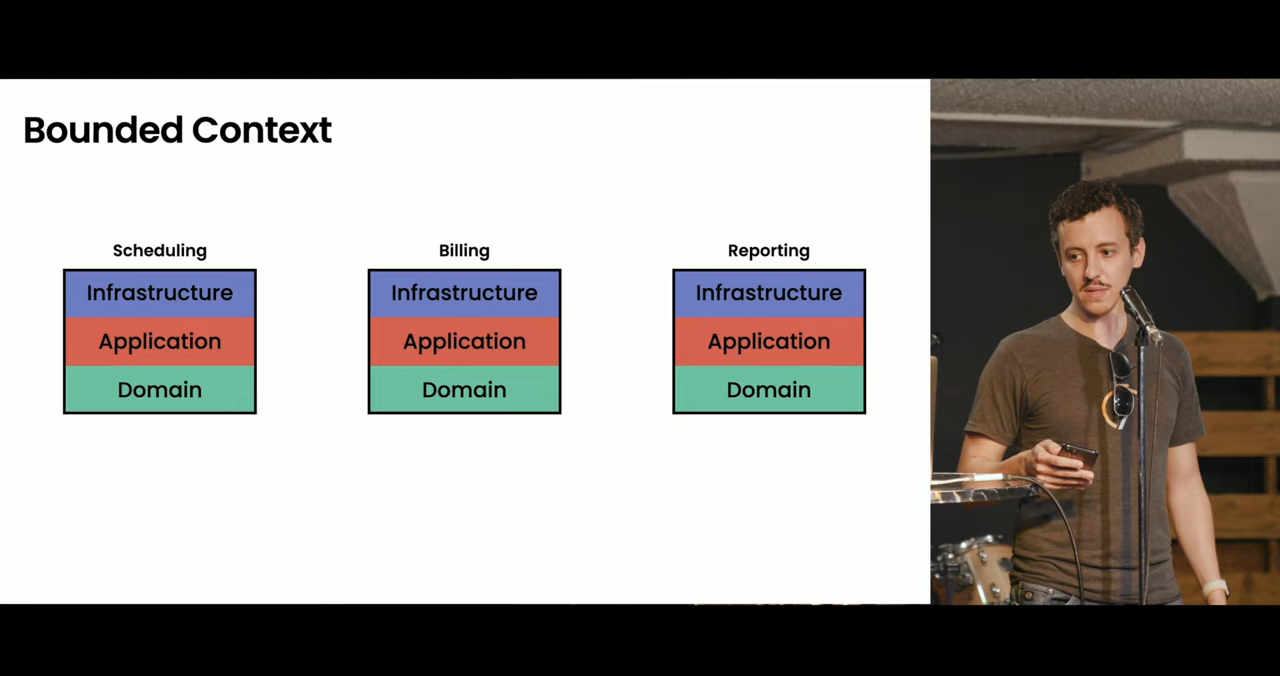 Bounded Context
Scheduling
Infrastructure
Application
Domain
Billing
Infrastructure
Application
Domain
Reporting
Infrastructure
Application
Domain